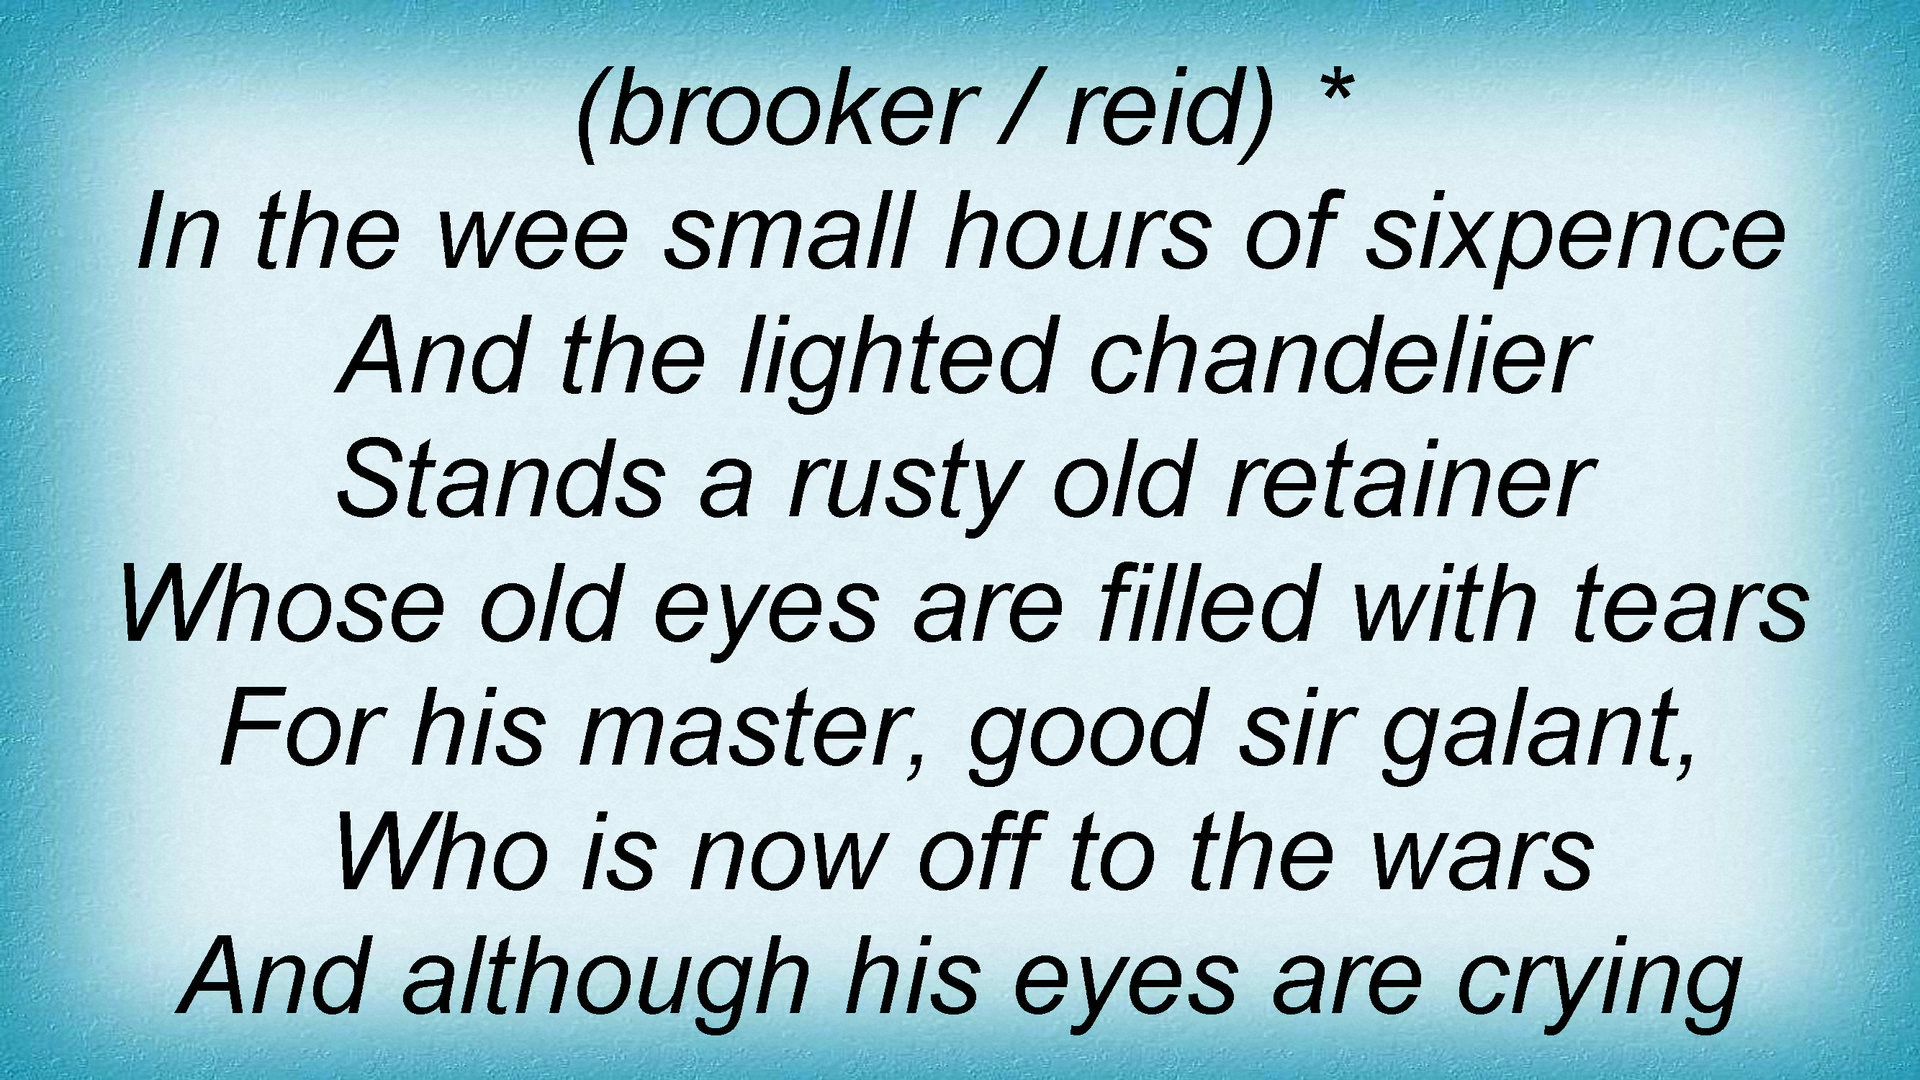 (brooker / reid) *
In the wee small hours of sixpence
And the lighted chandelier
Stands a rusty old retainer
Whose old eyes are filled with tears
For his master, good sir galant,
Who is now off to the wars
And although his eyes are crying